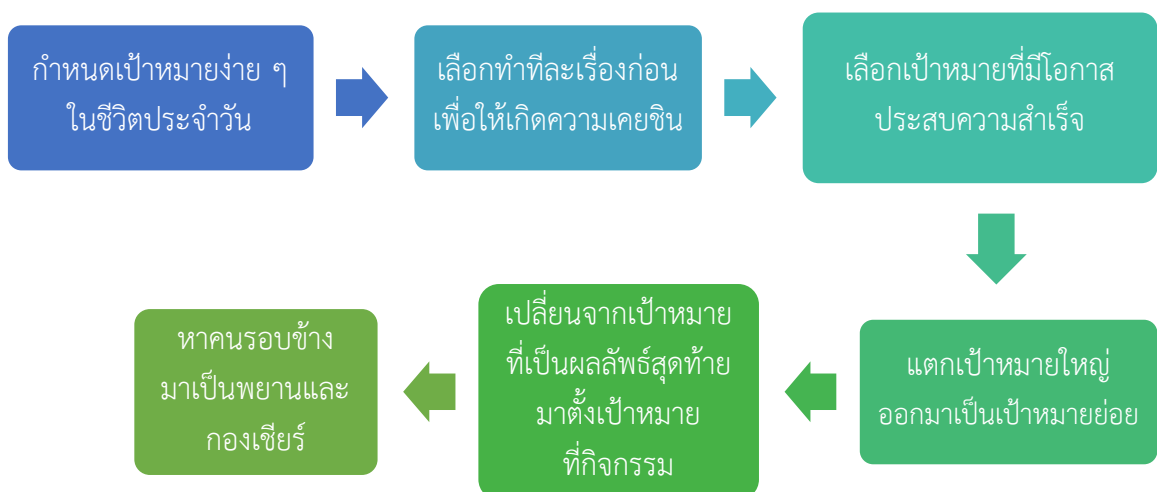 กำหนดเป้าหมายง่าย ๆ
ในชีวิตประจำวัน
เลือกทำทีละเรื่องก่อน
เพื่อให้เกิดความเคยชิน
เลือกเป้าหมายที่มีโอกาส
ประสบความสำเร็จ
แตกเป้าหมายใหญ่
ออกมาเป็นเป้าหมายย่อย
เปลี่ยนจากเป้าหมาย
ที่เป็นผลลัพธ์สุดท้าย
มาตั้งเป้าหมาย
ที่กิจกรรม
หาคนรอบข้าง
มาเป็นพยานและ
กองเชียร์